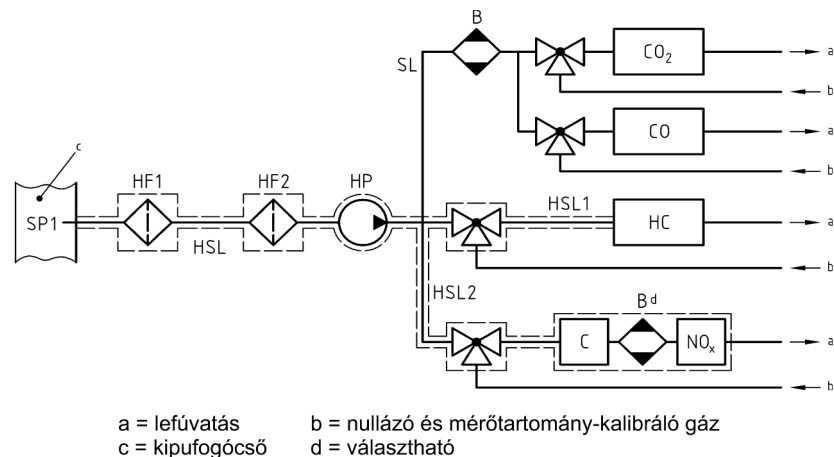 B
SL
CO₂
a
b
c
HF1
HF2
HP
CO
a
b
SP1
HSL
HSL1
HC
a
b
HSL2
B d
C
NOₓ
a
b
a = lefúvatás b = nullázó és mérőtartomány-kalibráló gáz
c = kipufogócső d = választható